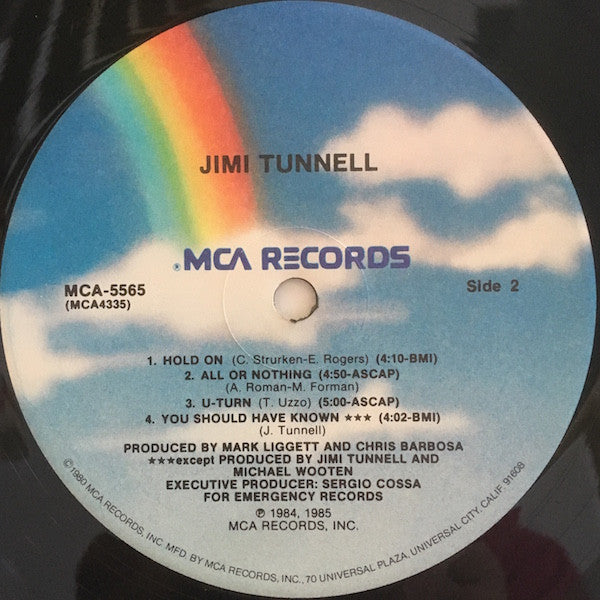 JIMI TUNNELL
®MCA RECORDS
MCA-5565
(MCA4335)
Side 2
1. HOLD ON (C. Strurken-E. Rogers) (4:10-BMI)
2. ALL OR NOTHING (4:50-ASCAP)
(A. Roman-M. Forman)
3. U-TURN (T. Uzzo) (5:00-ASCAP)
4. YOU SHOULD HAVE KNOWN ★★★ (4:02-BMI)
(J. Tunnell)
PRODUCED BY MARK LIGGETT AND CHRIS BARBOSA
★★★except PRODUCED BY JIMI TUNNELL AND
MICHAEL WOOTEN
EXECUTIVE PRODUCER: SERGIO COSSA
FOR EMERGENCY RECORDS
℗ 1984, 1985
MCA RECORDS, INC.
©1980 MCA RECORDS, INC. MFD. BY MCA RECORDS, INC., 70 UNIVERSAL PLAZA, UNIVERSAL CITY, CALIF. 91608